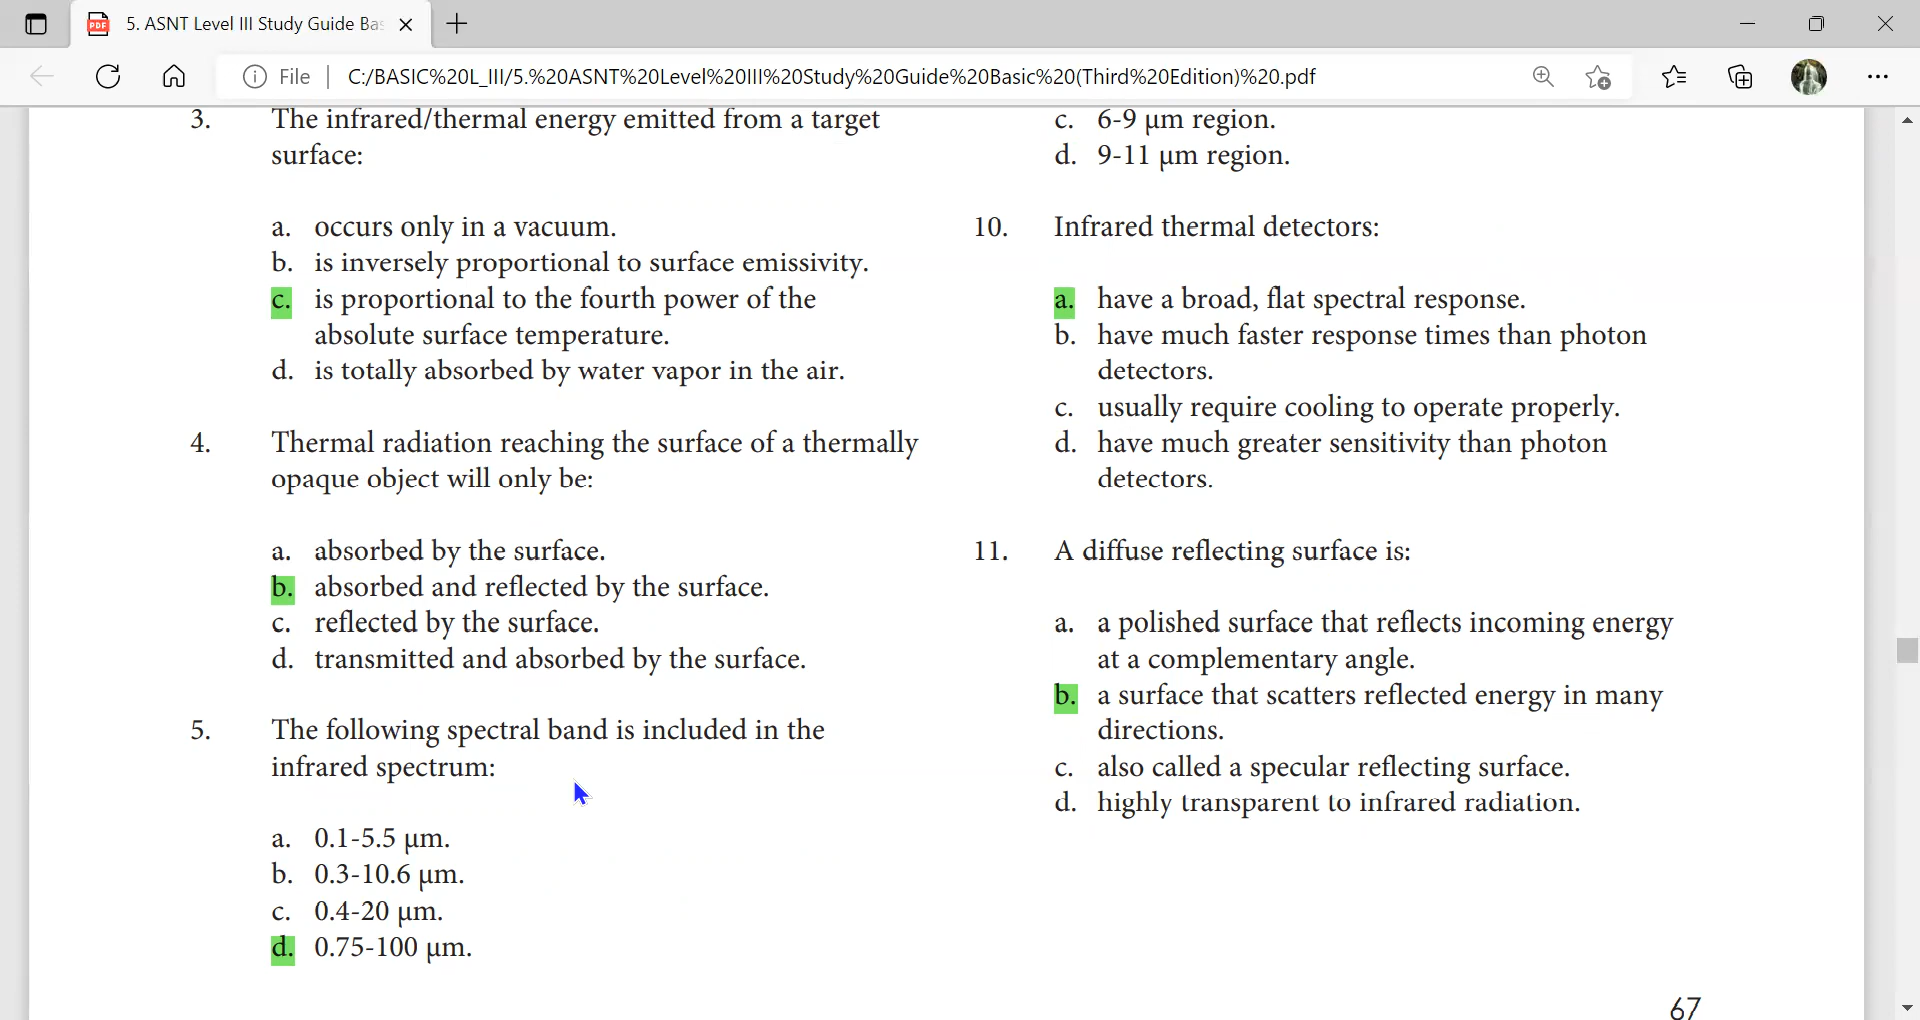 5. ASNT Level III Study Guide Ba
File
C:/BASIC%20L_III/5.%20ASNT%20Level%20III%20Study%20Guide%20Basic%20(Third%20Edition)%20.pdf
3. The infrared/thermal energy emitted from a target
surface:
a. occurs only in a vacuum.
b. is inversely proportional to surface emissivity.
c. is proportional to the fourth power of the
absolute surface temperature.
d. is totally absorbed by water vapor in the air.
4. Thermal radiation reaching the surface of a thermally
opaque object will only be:
a. absorbed by the surface.
b. absorbed and reflected by the surface.
c. reflected by the surface.
d. transmitted and absorbed by the surface.
5. The following spectral band is included in the
infrared spectrum:
a. 0.1-5.5 µm.
b. 0.3-10.6 µm.
c. 0.4-20 µm.
d. 0.75-100 µm.
c. 6-9 µm region.
d. 9-11 µm region.
10. Infrared thermal detectors:
a. have a broad, flat spectral response.
b. have much faster response times than photon
detectors.
c. usually require cooling to operate properly.
d. have much greater sensitivity than photon
detectors.
11. A diffuse reflecting surface is:
a. a polished surface that reflects incoming energy
at a complementary angle.
b. a surface that scatters reflected energy in many
directions.
c. also called a specular reflecting surface.
d. highly transparent to infrared radiation.
67